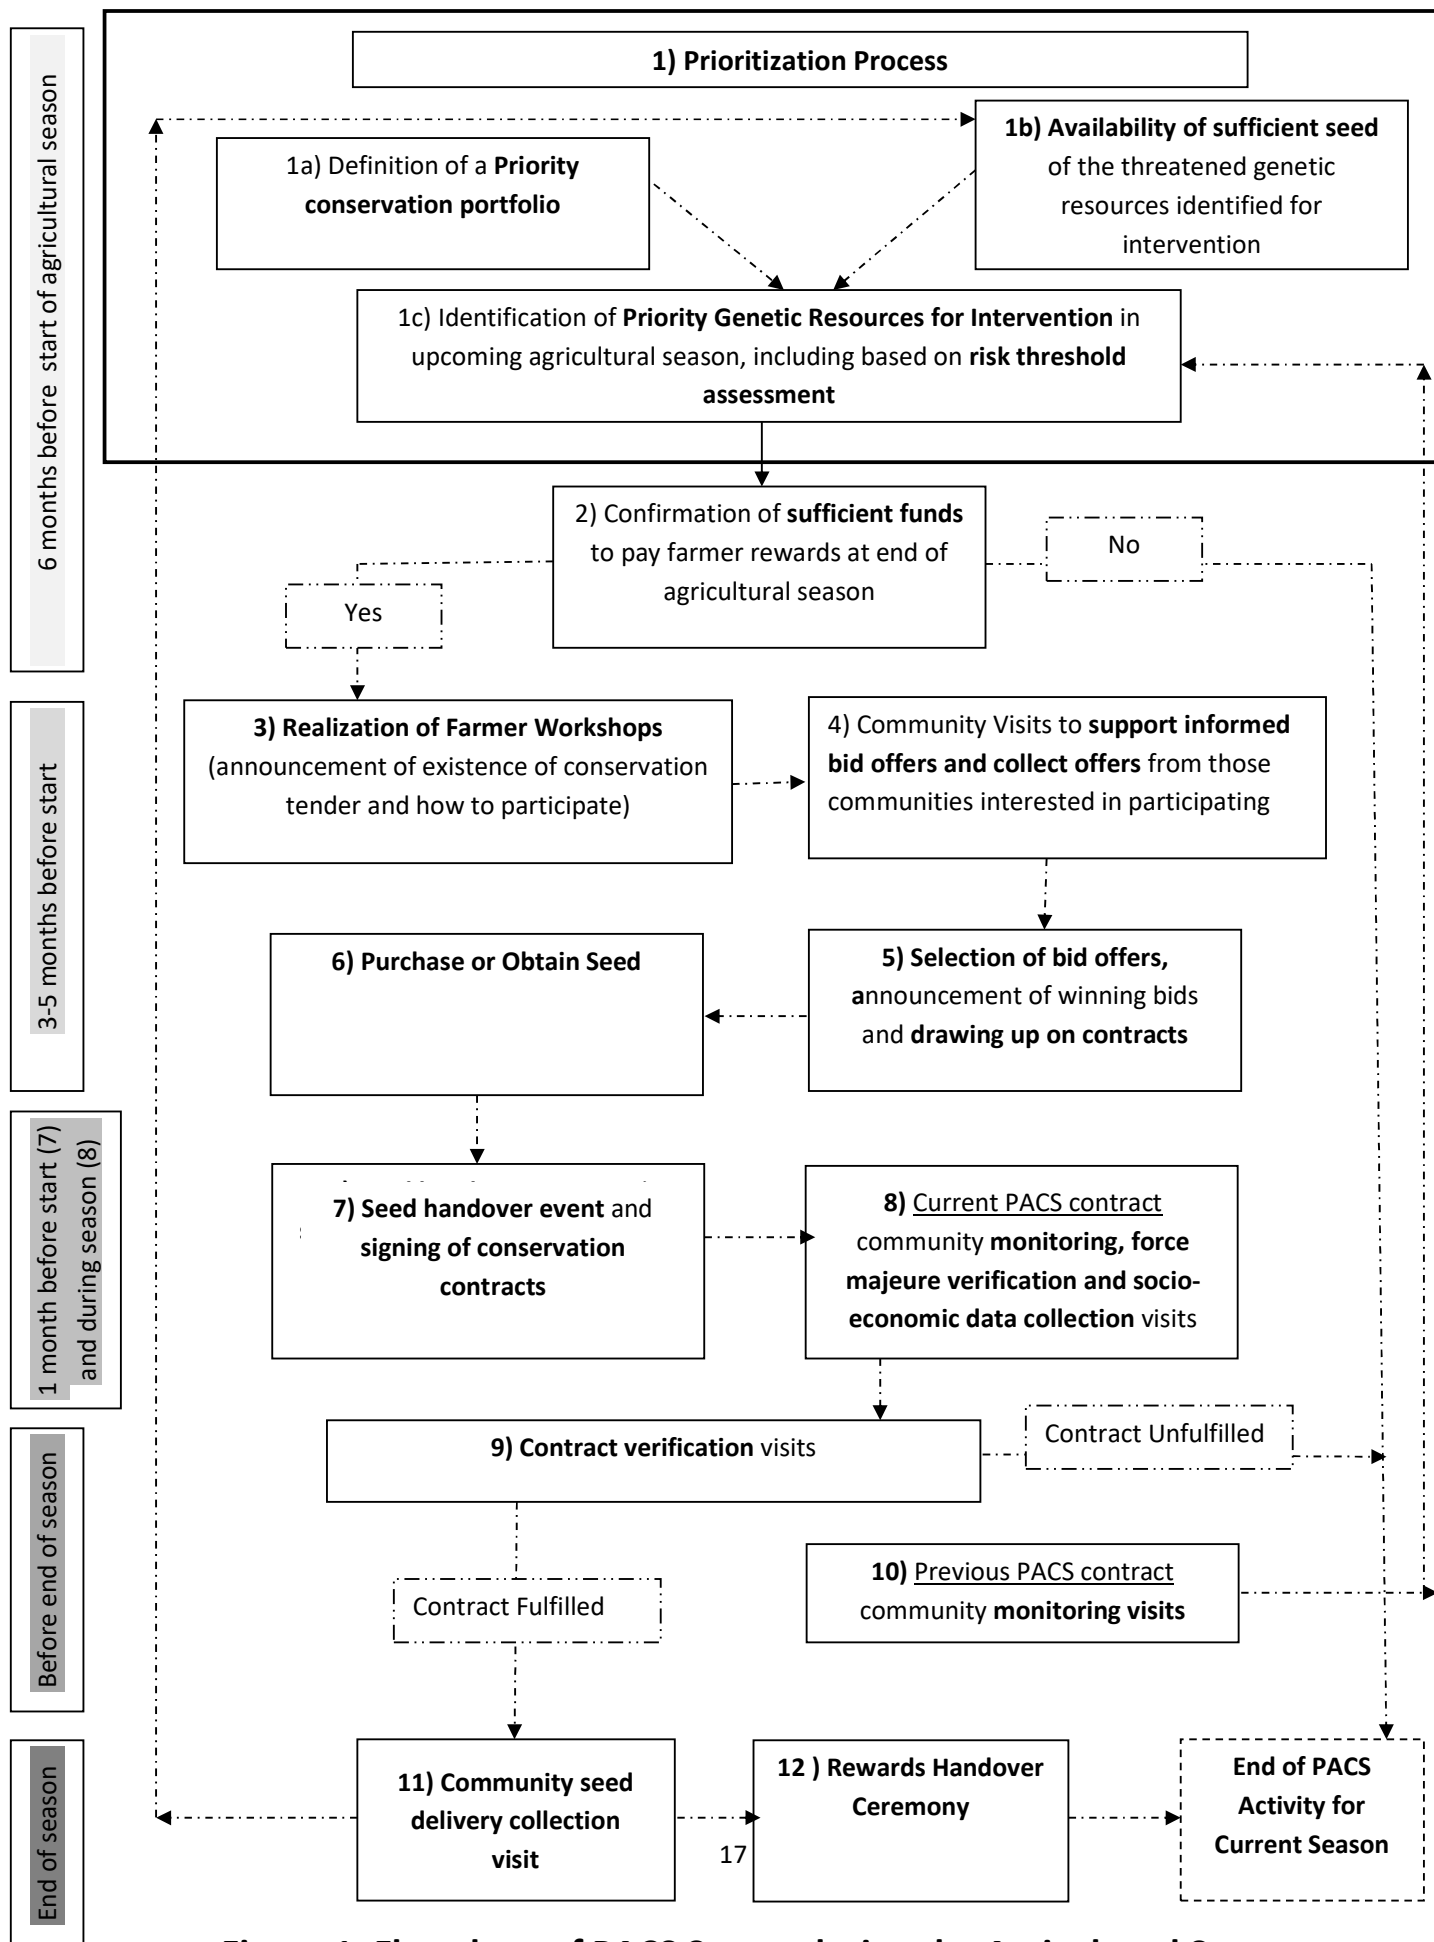 6 months before start of agricultural season
1) Prioritization Process
1a) Definition of a Priority
conservation portfolio
1b) Availability of sufficient seed
of the threatened genetic
resources identified for
intervention
1c) Identification of Priority Genetic Resources for Intervention in
upcoming agricultural season, including based on risk threshold
assessment
2) Confirmation of sufficient funds
to pay farmer rewards at end of
agricultural season
No
Yes
3-5 months before start
3) Realization of Farmer Workshops
(announcement of existence of conservation
tender and how to participate)
4) Community Visits to support informed
bid offers and collect offers from those
communities interested in participating
5) Selection of bid offers,
announcement of winning bids
and drawing up on contracts
6) Purchase or Obtain Seed
1 month before start (7)
and during season (8)
7) Seed handover event and
signing of conservation
contracts
8) Current PACS contract
community monitoring, force
majeure verification and socio-
economic data collection visits
Before end of season
9) Contract verification visits
Contract Unfulfilled
Contract Fulfilled
10) Previous PACS contract
community monitoring visits
End of season
11) Community seed
delivery collection
visit
12 ) Rewards Handover
Ceremony
End of PACS
Activity for
Current Season
17